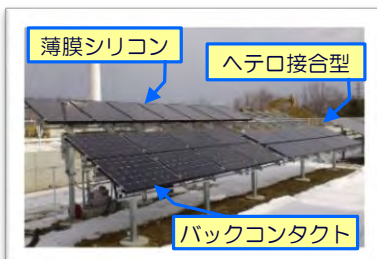 薄膜シリコン
ヘテロ接合型
バックコンタクト